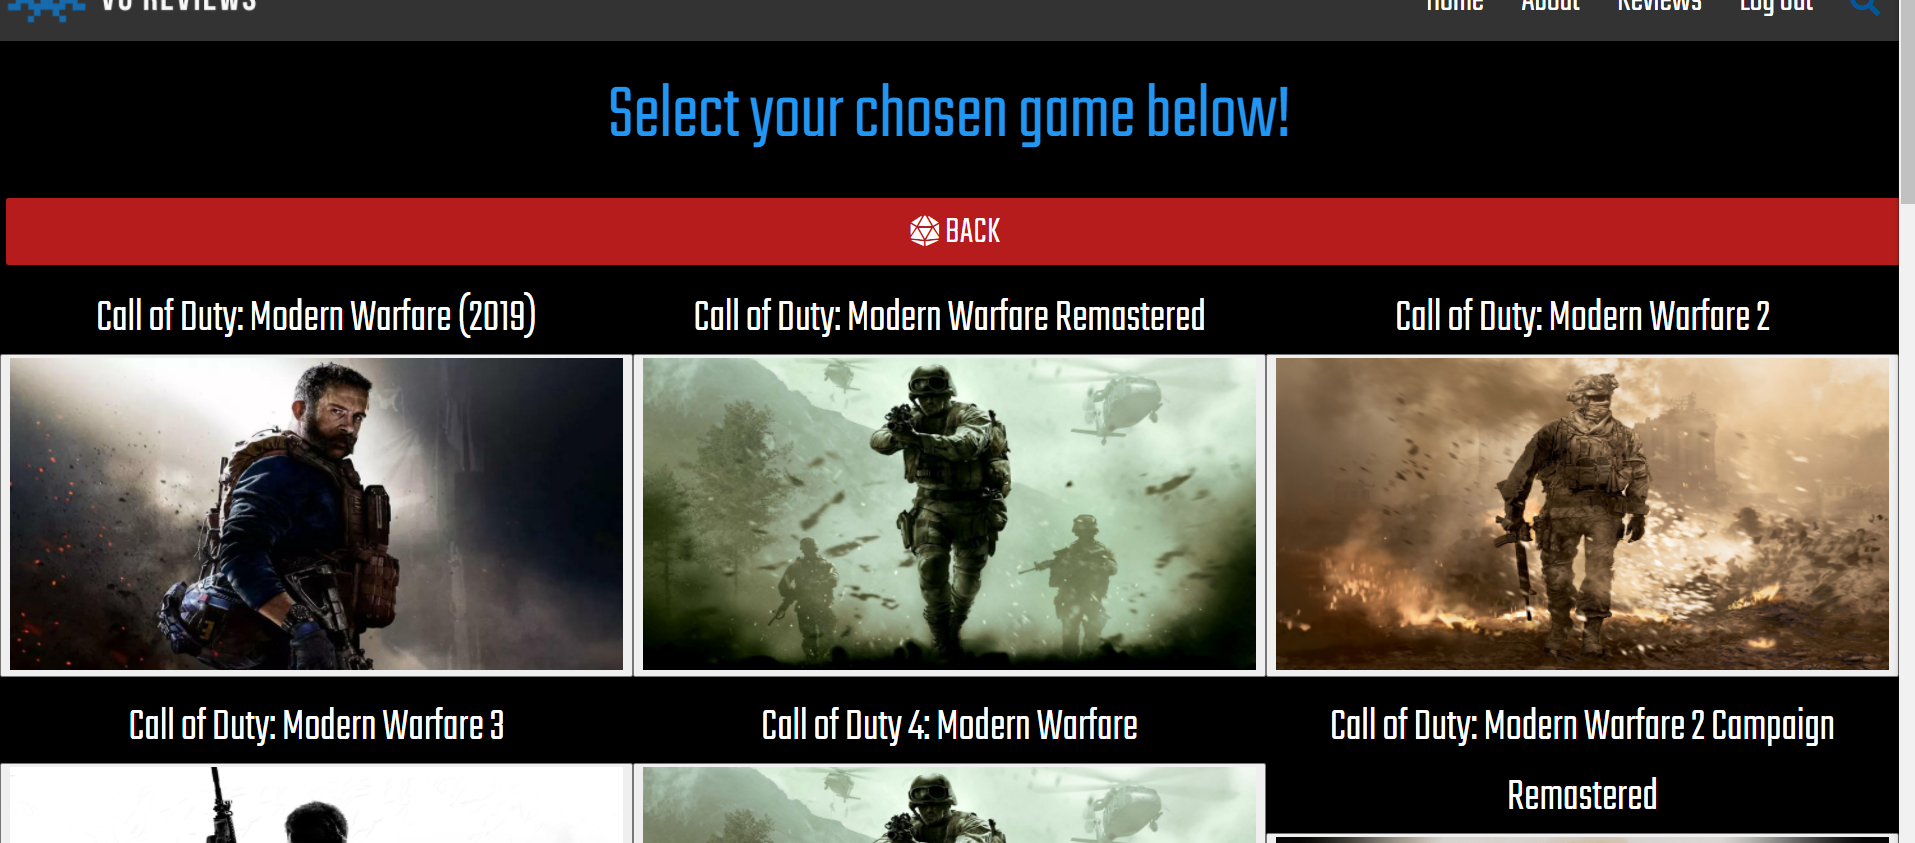 VG REVIEWS
Home About Reviews Log Out
Select your chosen game below!
BACK
Call of Duty: Modern Warfare (2019)
Call of Duty: Modern Warfare Remastered
Call of Duty: Modern Warfare 2
3
Call of Duty: Modern Warfare 3
Call of Duty 4: Modern Warfare
Call of Duty: Modern Warfare 2 Campaign
Remastered